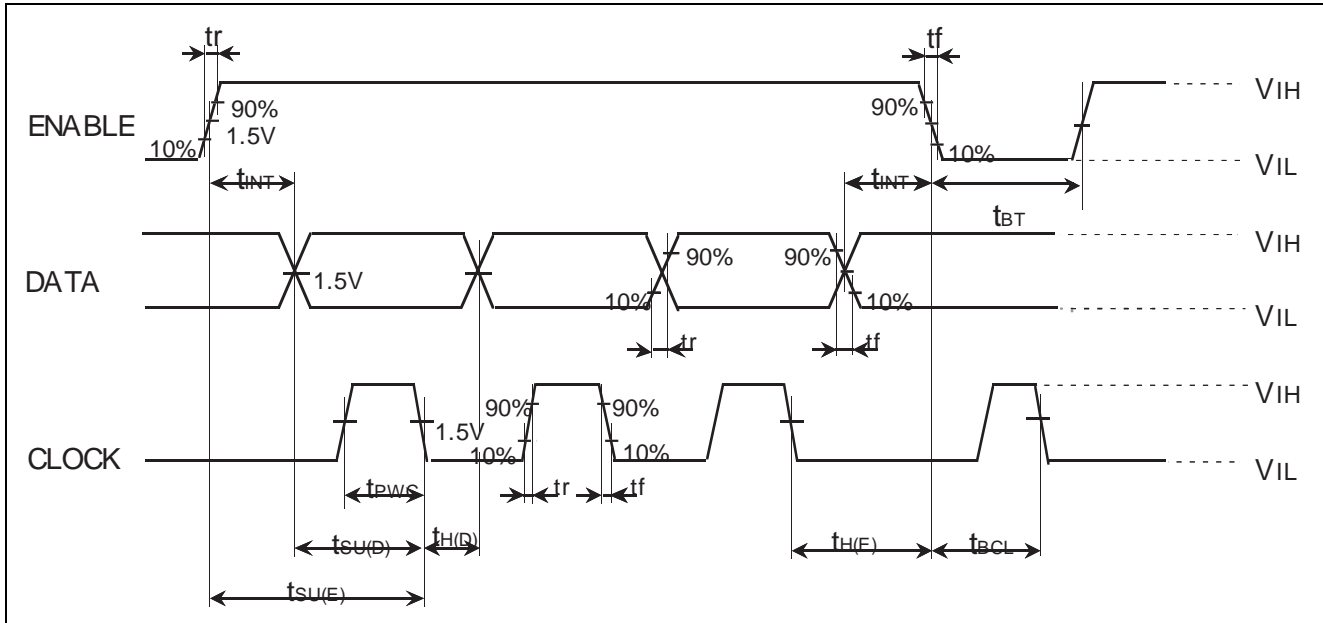 tr tf
ENABLE 90% 1.5V 10% 90% 10% VIH VIL
tINT tINT tBT
DATA 1.5V 90% 10% 90% 10% VIH VIL
tr tf
CLOCK 1.5V 90% 10% 90% 10% VIH VIL
tPWC tr tf
tSU(D) tH(D) tH(E) tBCL
tSU(E)